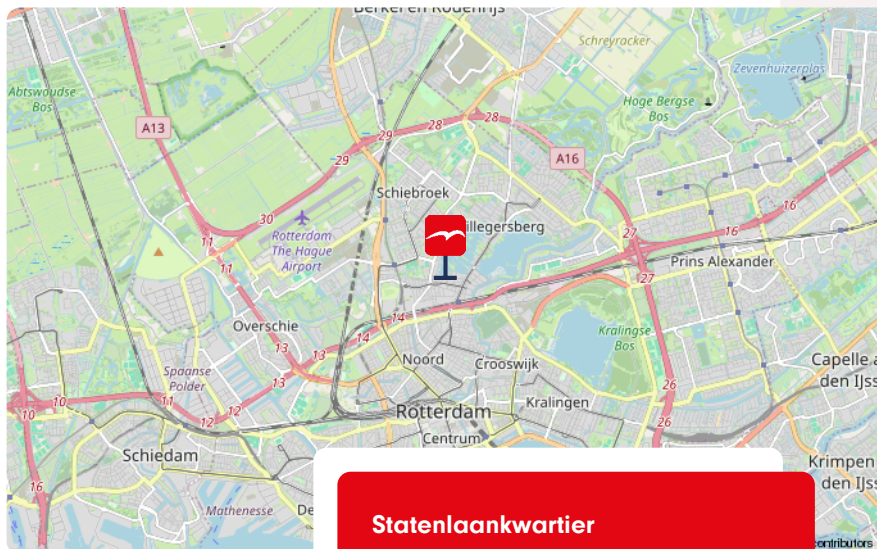 Berkel en Rodenrijs
Schreyracker
Zevenhuizerplas
Abtswoudse
Bos
Hoge Bergse
Bos
A13
28
28
29
29
A16
Schiebroek
30
illegersberg
11
27
16
16
Rotterdam
The Hague
Airport
11
27
Prins Alexander
14
14
Overschie
13
13
13
Kralingse
Bos
Noord
Crooswijk
Spaanse
Polder
Capelle a
den IJss
26
10
10
11
12
12
Kralingen
Rotterdam
26
Centrum
Schiedam
Krimpen
den IJss
16
Mathenesse
De
Statenlaankwartier
contributors